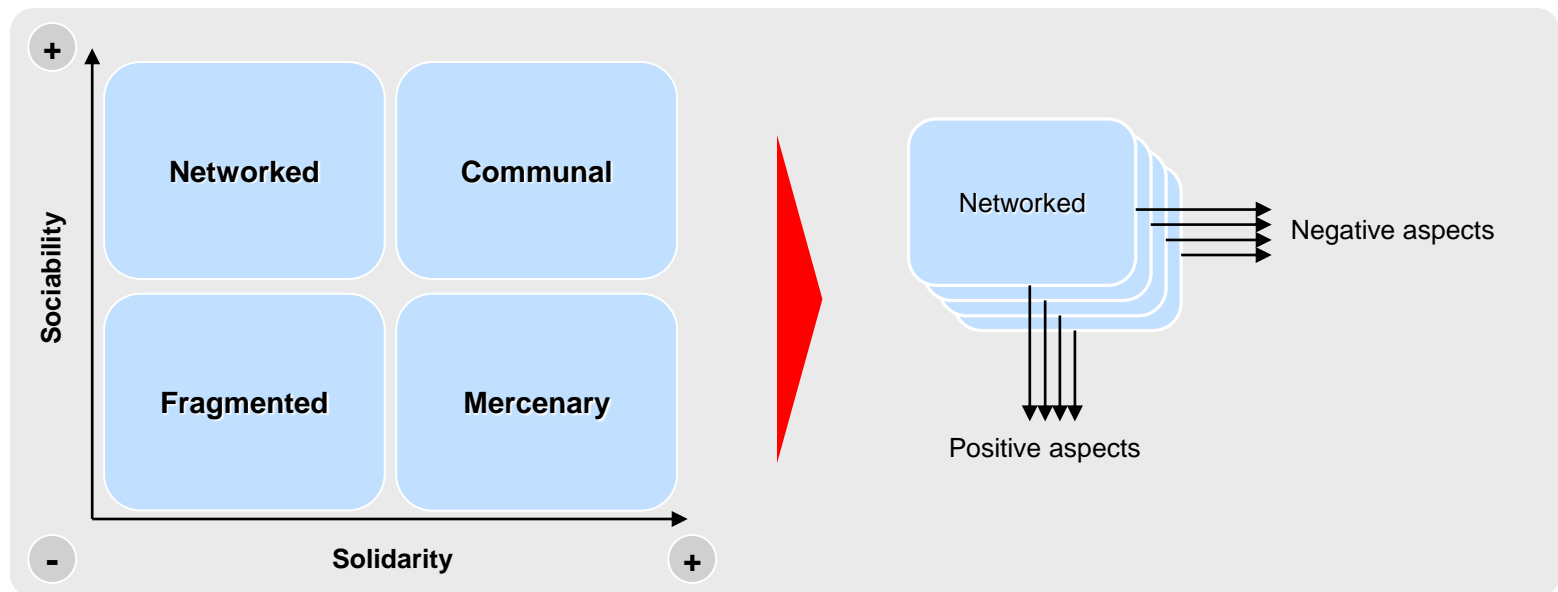 +
Networked
Communal
Sociability
Fragmented
Mercenary
-
Solidarity
+
Networked
Negative aspects
Positive aspects